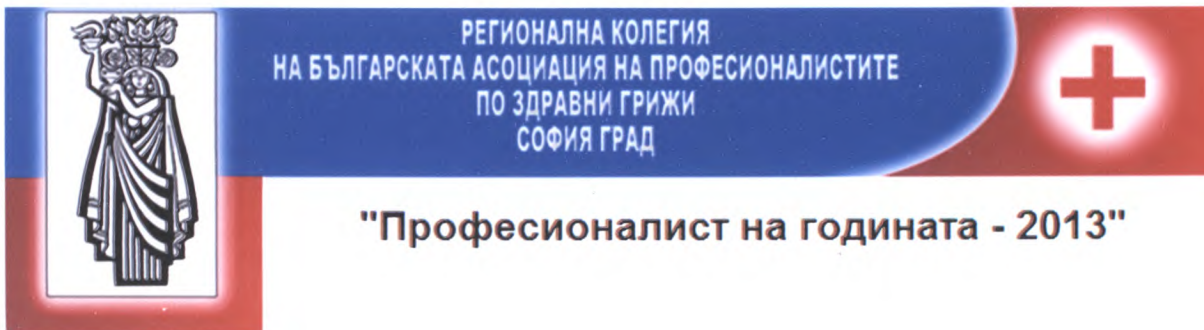 РЕГИОНАЛНА КОЛЕГИЯ
НА БЪЛГАРСКАТА АСОЦИАЦИЯ НА ПРОФЕСИОНАЛИСТИТЕ
ПО ЗДРАВНИ ГРИЖИ
СОФИЯ ГРАД
"Професионалист на годината - 2013"